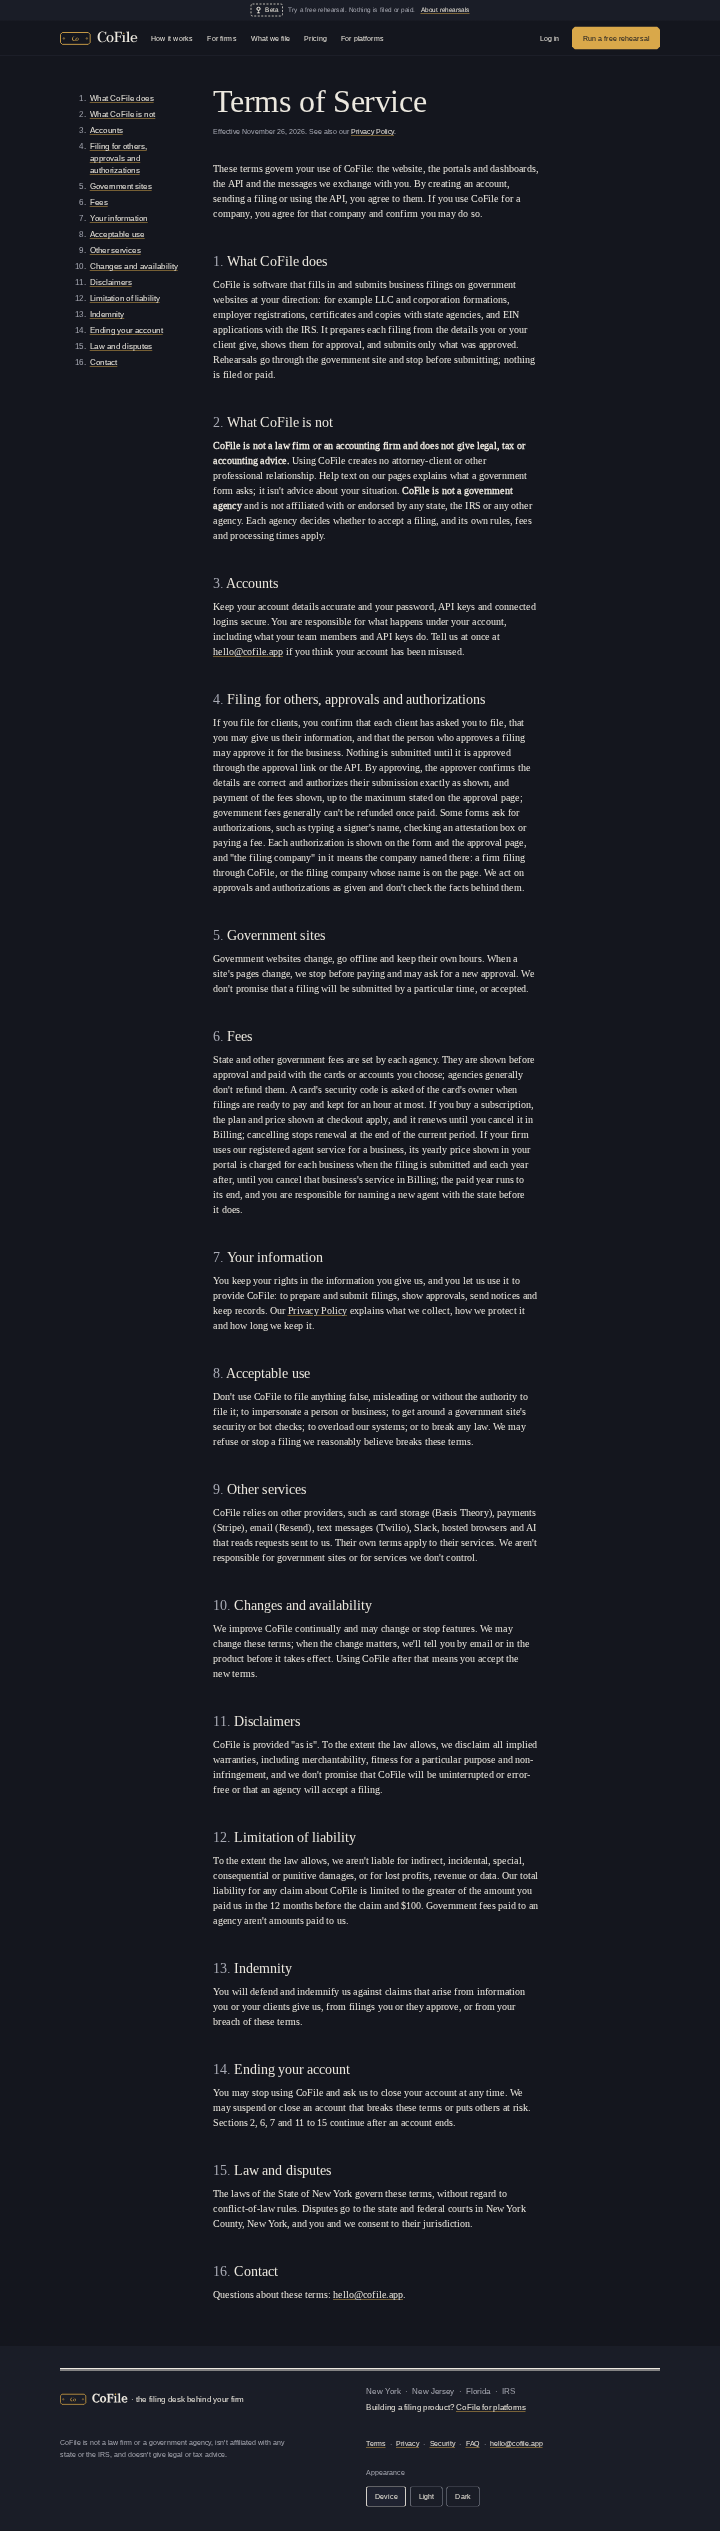 Beta Try a free rehearsal. Nothing is filed or paid. About rehearsals
Co CoFile How it works For firms What we file Pricing For platforms Log in Run a free rehearsal
1. What CoFile does
2. What CoFile is not
3. Accounts
4. Filing for others,
approvals and
authorizations
5. Government sites
6. Fees
7. Your information
8. Acceptable use
9. Other services
10. Changes and availability
11. Disclaimers
12. Limitation of liability
13. Indemnity
14. Ending your account
15. Law and disputes
16. Contact
Terms of Service
Effective November 26, 2026. See also our Privacy Policy.
These terms govern your use of CoFile: the website, the portals and dashboards,
the API and the messages we exchange with you. By creating an account,
sending a filing or using the API, you agree to them. If you use CoFile for a
company, you agree for that company and confirm you may do so.
1. What CoFile does
CoFile is software that fills in and submits business filings on government
websites at your direction: for example LLC and corporation formations,
employer registrations, certificates and copies with state agencies, and EIN
applications with the IRS. It prepares each filing from the details you or your
client give, shows them for approval, and submits only what was approved.
Rehearsals go through the government site and stop before submitting; nothing
is filed or paid.
2. What CoFile is not
CoFile is not a law firm or an accounting firm and does not give legal, tax or
accounting advice. Using CoFile creates no attorney-client or other
professional relationship. Help text on our pages explains what a government
form asks; it isn't advice about your situation. CoFile is not a government
agency and is not affiliated with or endorsed by any state, the IRS or any other
agency. Each agency decides whether to accept a filing, and its own rules, fees
and processing times apply.
3. Accounts
Keep your account details accurate and your password, API keys and connected
logins secure. You are responsible for what happens under your account,
including what your team members and API keys do. Tell us at once at
hello@cofile.app if you think your account has been misused.
4. Filing for others, approvals and authorizations
If you file for clients, you confirm that each client has asked you to file, that
you may give us their information, and that the person who approves a filing
may approve it for the business. Nothing is submitted until it is approved
through the approval link or the API. By approving, the approver confirms the
details are correct and authorizes their submission exactly as shown, and
payment of the fees shown, up to the maximum stated on the approval page;
government fees generally can't be refunded once paid. Some forms ask for
authorizations, such as typing a signer's name, checking an attestation box or
paying a fee. Each authorization is shown on the form and the approval page,
and "the filing company" in it means the company named there: a firm filing
through CoFile, or the filing company whose name is on the page. We act on
approvals and authorizations as given and don't check the facts behind them.
5. Government sites
Government websites change, go offline and keep their own hours. When a
site's pages change, we stop before paying and may ask for a new approval. We
don't promise that a filing will be submitted by a particular time, or accepted.
6. Fees
State and other government fees are set by each agency. They are shown before
approval and paid with the cards or accounts you choose; agencies generally
don't refund them. A card's security code is asked of the card's owner when
filings are ready to pay and kept for an hour at most. If you buy a subscription,
the plan and price shown at checkout apply, and it renews until you cancel it in
Billing; cancelling stops renewal at the end of the current period. If your firm
uses our registered agent service for a business, its yearly price shown in your
portal is charged for each business when the filing is submitted and each year
after, until you cancel that business's service in Billing; the paid year runs to
its end, and you are responsible for naming a new agent with the state before
it does.
7. Your information
You keep your rights in the information you give us, and you let us use it to
provide CoFile: to prepare and submit filings, show approvals, send notices and
keep records. Our Privacy Policy explains what we collect, how we protect it
and how long we keep it.
8. Acceptable use
Don't use CoFile to file anything false, misleading or without the authority to
file it; to impersonate a person or business; to get around a government site's
security or bot checks; to overload our systems; or to break any law. We may
refuse or stop a filing we reasonably believe breaks these terms.
9. Other services
CoFile relies on other providers, such as card storage (Basis Theory), payments
(Stripe), email (Resend), text messages (Twilio), Slack, hosted browsers and AI
that reads requests sent to us. Their own terms apply to their services. We aren't
responsible for government sites or for services we don't control.
10. Changes and availability
We improve CoFile continually and may change or stop features. We may
change these terms; when the change matters, we'll tell you by email or in the
product before it takes effect. Using CoFile after that means you accept the
new terms.
11. Disclaimers
CoFile is provided "as is". To the extent the law allows, we disclaim all implied
warranties, including merchantability, fitness for a particular purpose and non-
infringement, and we don't promise that CoFile will be uninterrupted or error-
free or that an agency will accept a filing.
12. Limitation of liability
To the extent the law allows, we aren't liable for indirect, incidental, special,
consequential or punitive damages, or for lost profits, revenue or data. Our total
liability for any claim about CoFile is limited to the greater of the amount you
paid us in the 12 months before the claim and $100. Government fees paid to an
agency aren't amounts paid to us.
13. Indemnity
You will defend and indemnify us against claims that arise from information
you or your clients give us, from filings you or they approve, or from your
breach of these terms.
14. Ending your account
You may stop using CoFile and ask us to close your account at any time. We
may suspend or close an account that breaks these terms or puts others at risk.
Sections 2, 6, 7 and 11 to 15 continue after an account ends.
15. Law and disputes
The laws of the State of New York govern these terms, without regard to
conflict-of-law rules. Disputes go to the state and federal courts in New York
County, New York, and you and we consent to their jurisdiction.
16. Contact
Questions about these terms: hello@cofile.app.
Co CoFile · the filing desk behind your firm
New York · New Jersey · Florida · IRS
Building a filing product? CoFile for platforms
CoFile is not a law firm or a government agency, isn't affiliated with any
state or the IRS, and doesn't give legal or tax advice.
Terms · Privacy · Security · FAQ · hello@cofile.app
Appearance
Device Light Dark